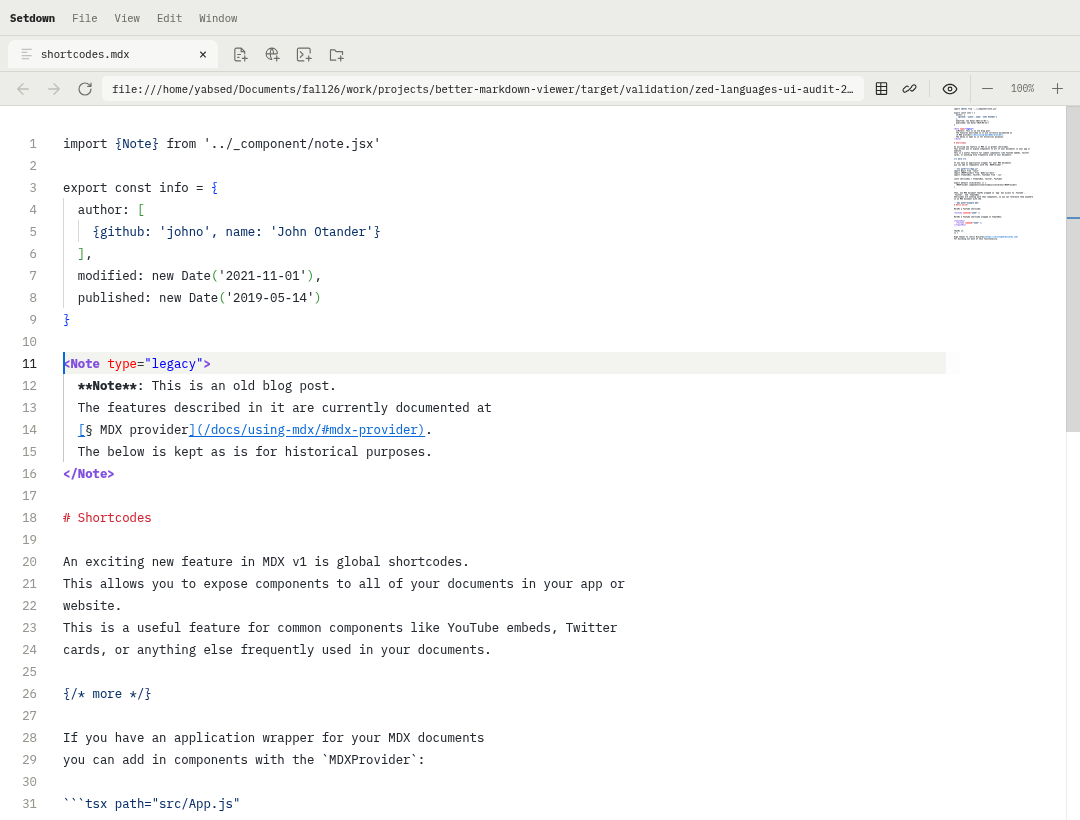 Setdown File View Edit Window
shortcodes.mdx
file:///home/yabsed/Documents/fall26/work/projects/better-markdown-viewer/target/validation/zed-languages-ui-audit-2…
100%
1 import {Note} from '../_component/note.jsx'
2
3 export const info = {
4 author: [
5 {github: 'johno', name: 'John Otander'}
6 ],
7 modified: new Date('2021-11-01'),
8 published: new Date('2019-05-14')
9 }
10
11 <Note type="legacy">
12 **Note**: This is an old blog post.
13 The features described in it are currently documented at
14 [§ MDX provider](/docs/using-mdx/#mdx-provider).
15 The below is kept as is for historical purposes.
16 </Note>
17
18 # Shortcodes
19
20 An exciting new feature in MDX v1 is global shortcodes.
21 This allows you to expose components to all of your documents in your app or
22 website.
23 This is a useful feature for common components like YouTube embeds, Twitter
24 cards, or anything else frequently used in your documents.
25
26 {/* more */}
27
28 If you have an application wrapper for your MDX documents
29 you can add in components with the `MDXProvider`:
30
31 ```tsx path="src/App.js"